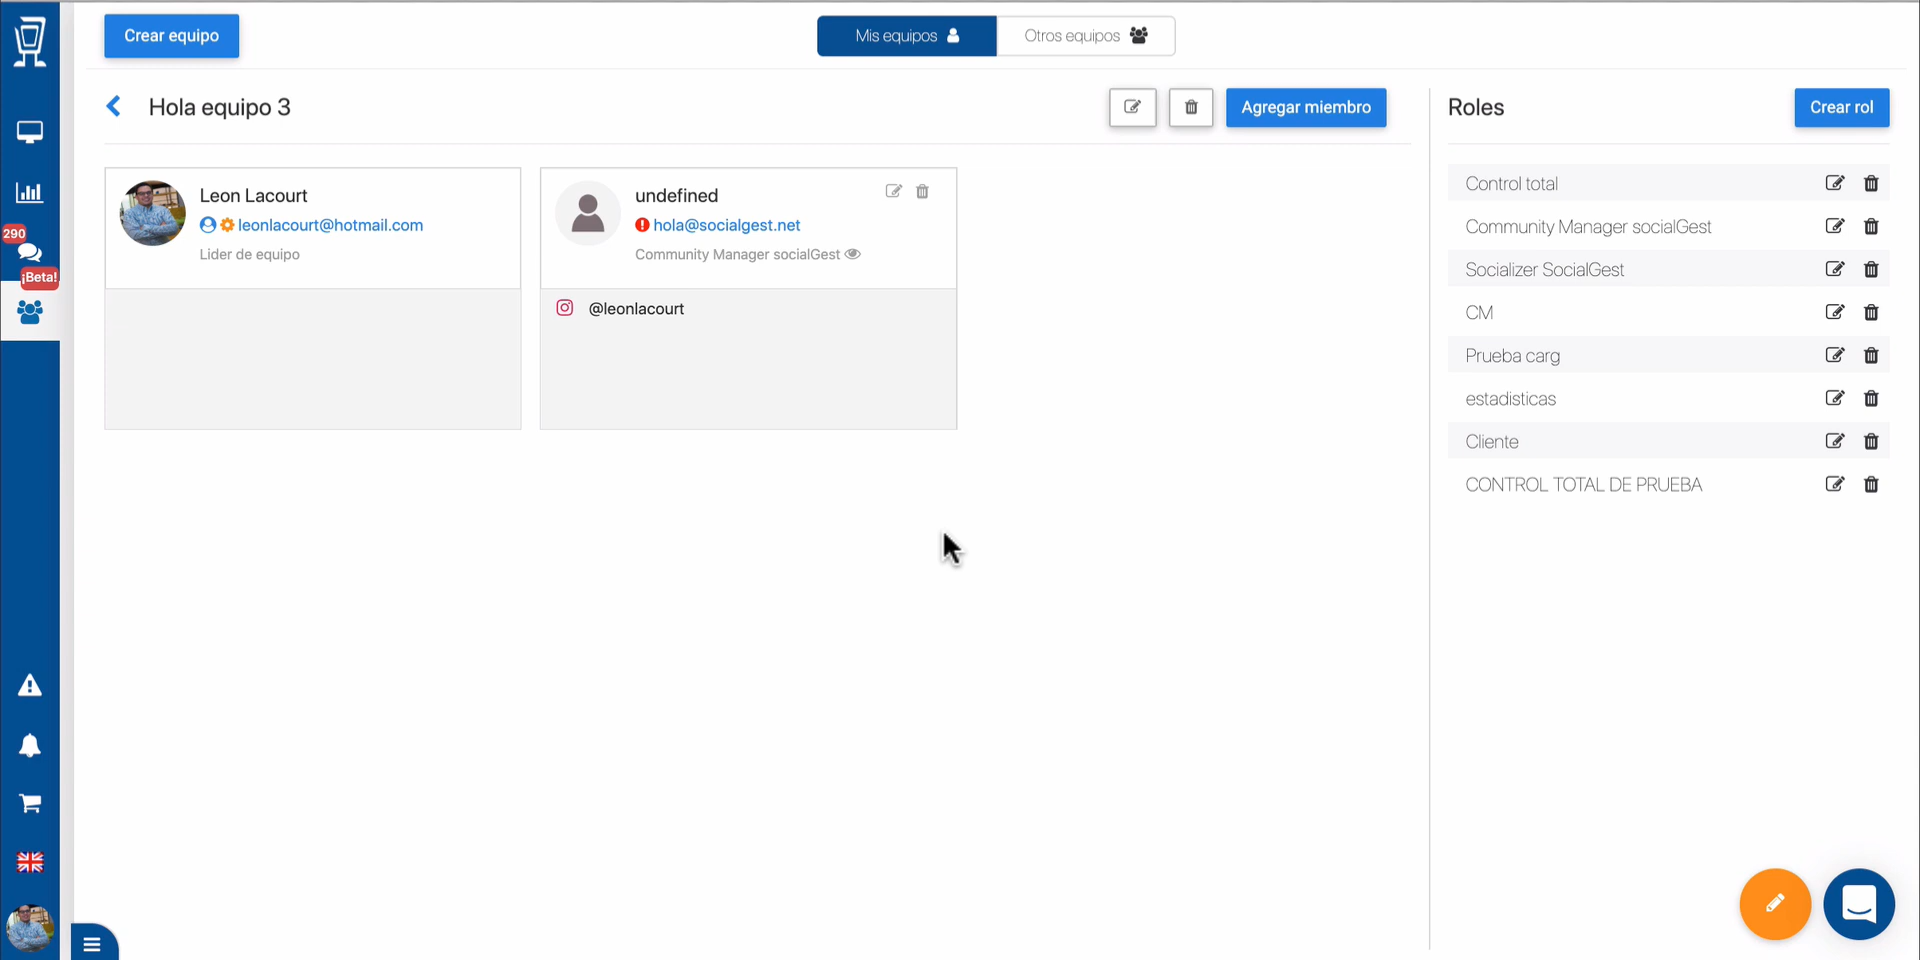 Crear equipo
Mis equipos
Otros equipos
Hola equipo 3
Agregar miembro
Leon Lacourt
leonlacourt@hotmail.com
Lider de equipo
undefined
hola@socialgest.net
Community Manager socialGest
@leonlacourt
Roles
Crear rol
Control total
Community Manager socialGest
Socializer SocialGest
CM
Prueba carg
estadisticas
Cliente
CONTROL TOTAL DE PRUEBA
290
¡Beta!